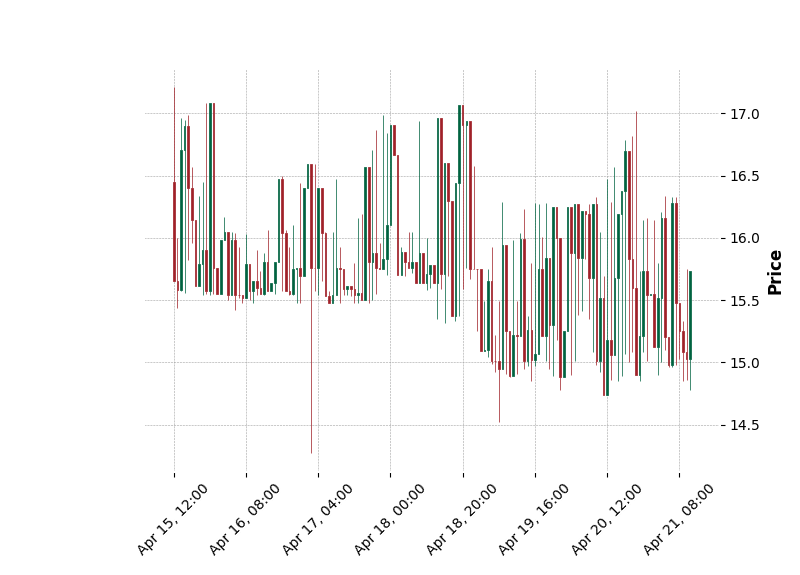 17.0
16.5
16.0
15.5
15.0
14.5
Price
Apr 15, 12:00
Apr 16, 08:00
Apr 17, 04:00
Apr 18, 00:00
Apr 18, 20:00
Apr 19, 16:00
Apr 20, 12:00
Apr 21, 08:00